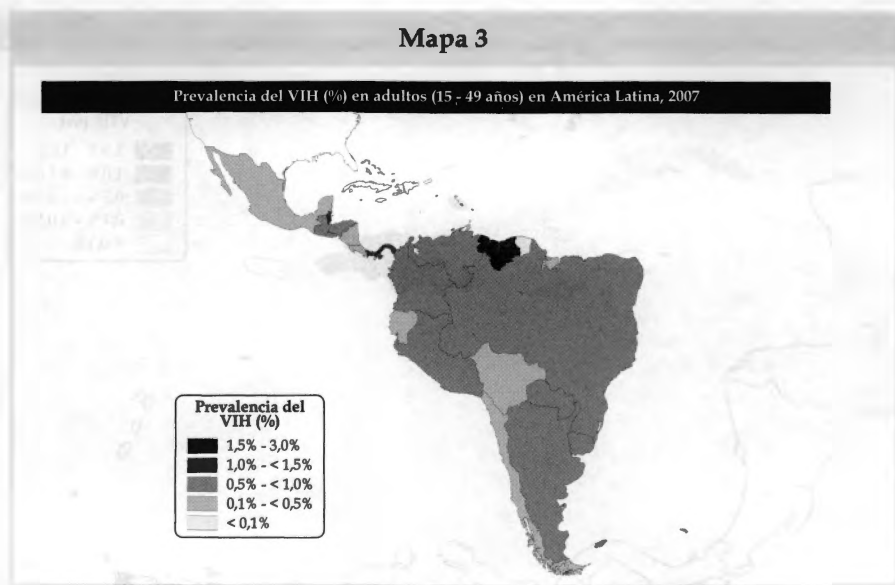 Mapa 3
Prevalencia del VIH (%) en adultos (15 - 49 años) en América Latina, 2007
Prevalencia del
VIH (%)
1,5% - 3,0%
1,0% - < 1,5%
0,5% - < 1,0%
0,1% - < 0,5%
< 0,1%